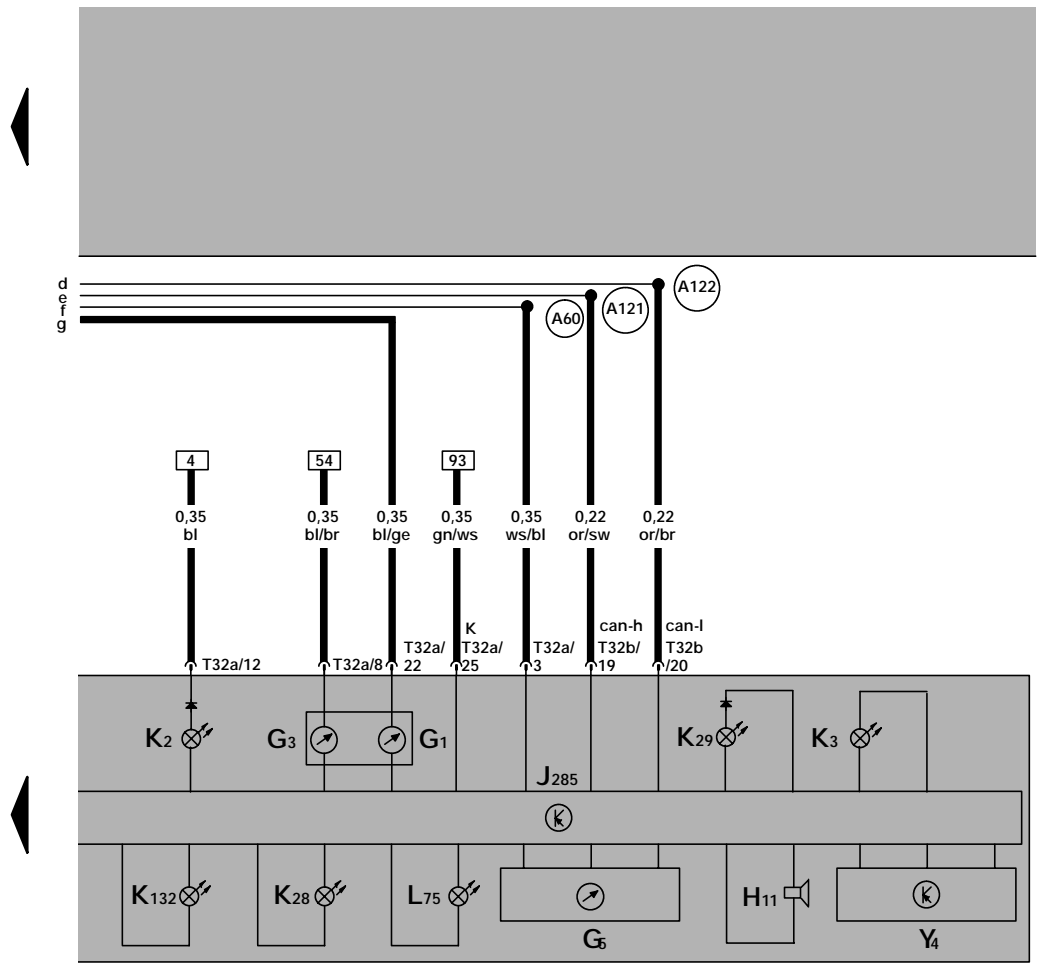 d
e
f
g
A122
A121
A60
4
54
93
0,35 bl
0,35 bl/br
0,35 bl/ge
0,35 gn/ws
0,35 ws/bl
0,22 or/sw
0,22 or/br
T32a/12
T32a/8
T32a/ 22
K T32a/ 25
T32a/ 3
can-h T32b/ 19
can-l T32b /20
K2
G3
G1
K29
K3
J285
K132
K28
L75
G5
H11
Y4